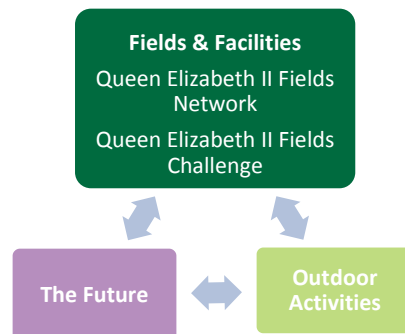 Fields & Facilities
Queen Elizabeth II Fields
Network
Queen Elizabeth II Fields
Challenge
The Future
Outdoor
Activities